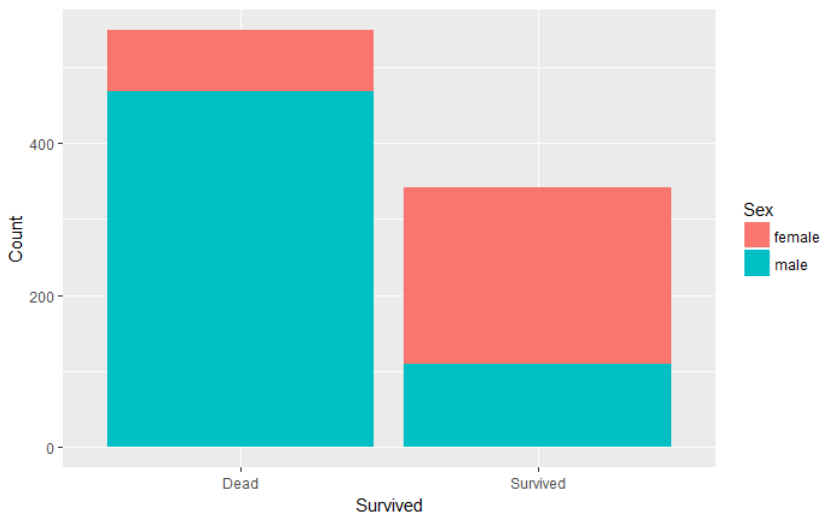 400
200
0
Count
Dead
Survived
Survived
Sex
female
male